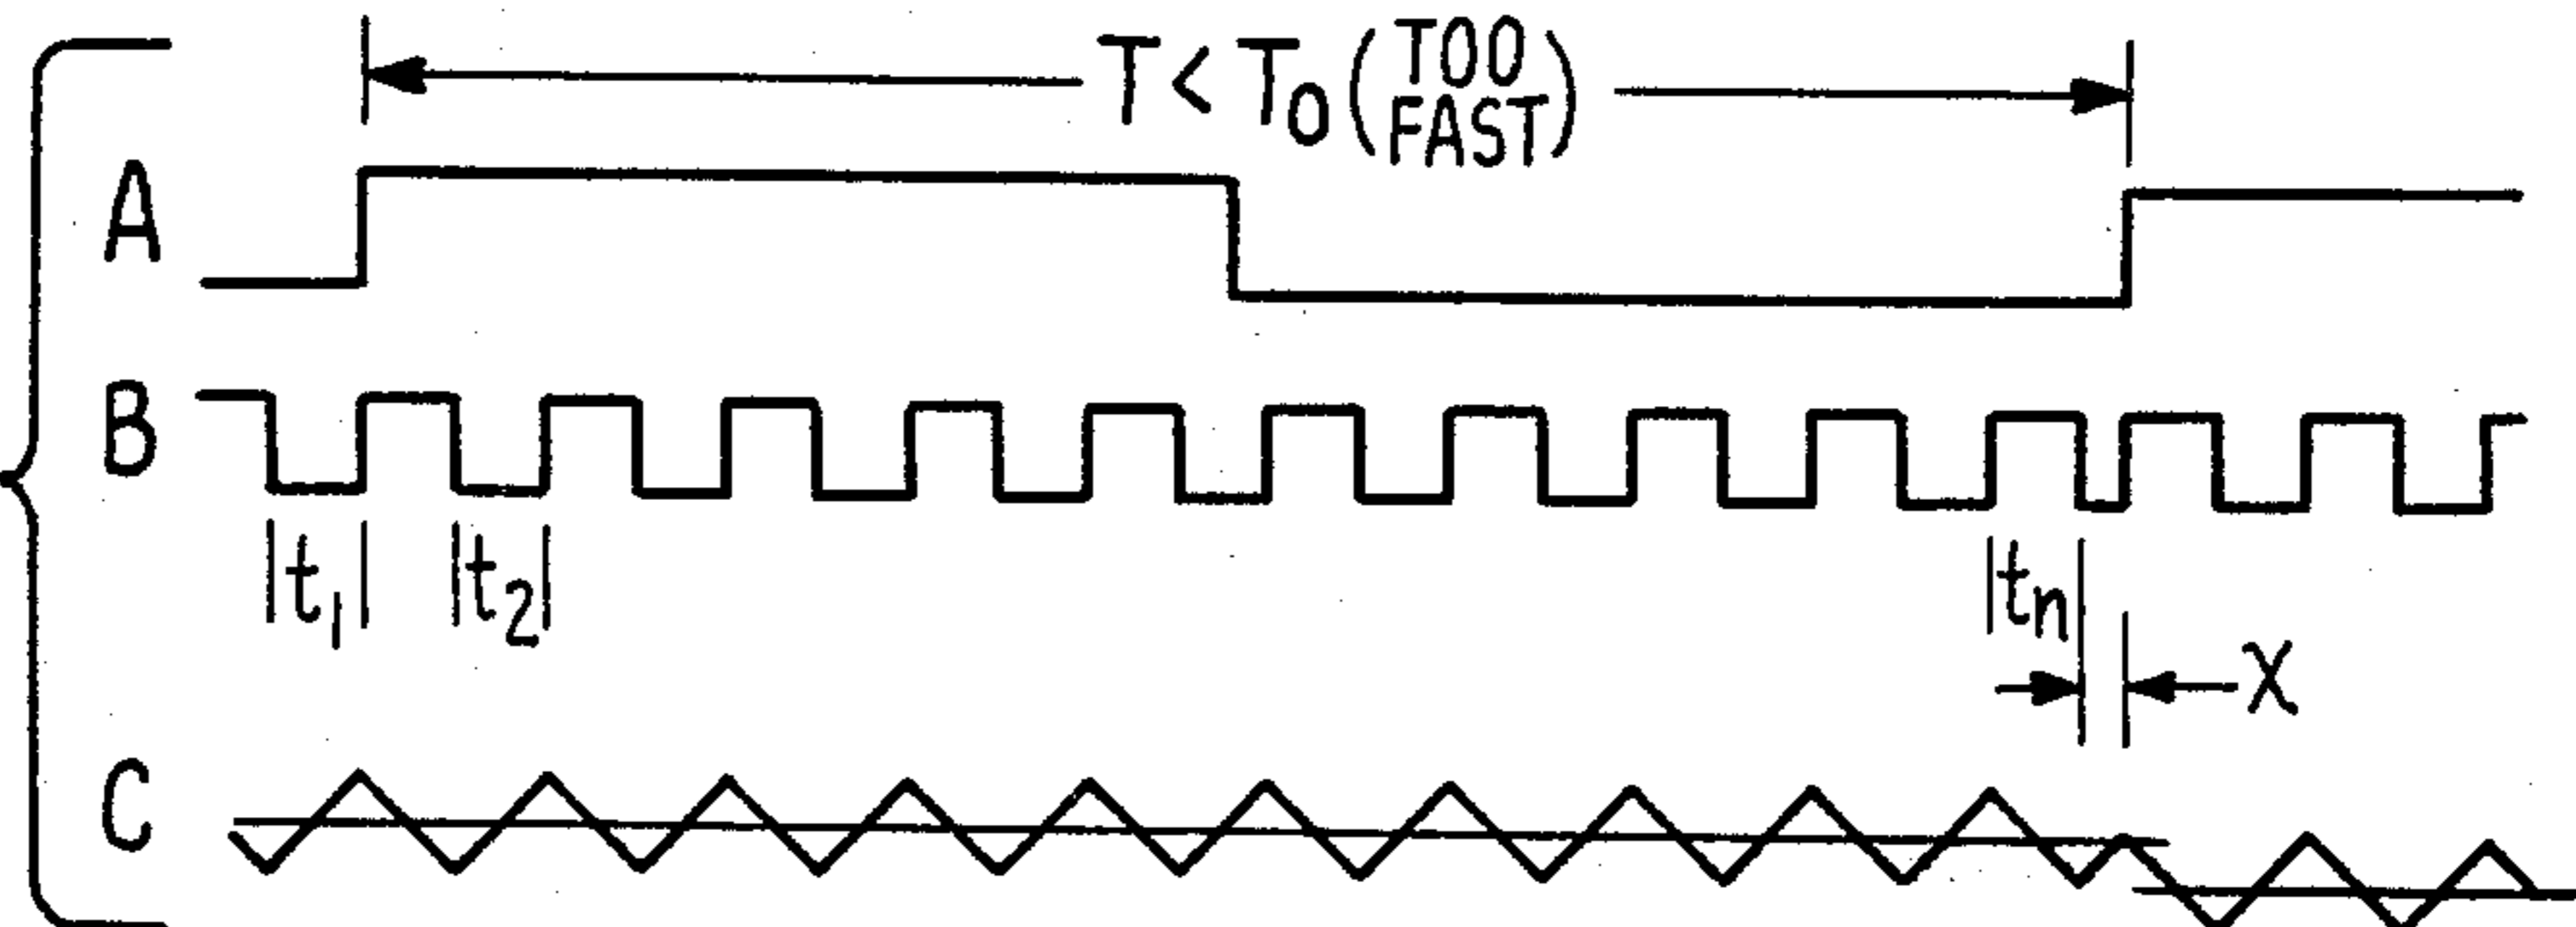 T < T₀ (TOO FAST)
A
B
t₁ t₂ tₙ
X
C